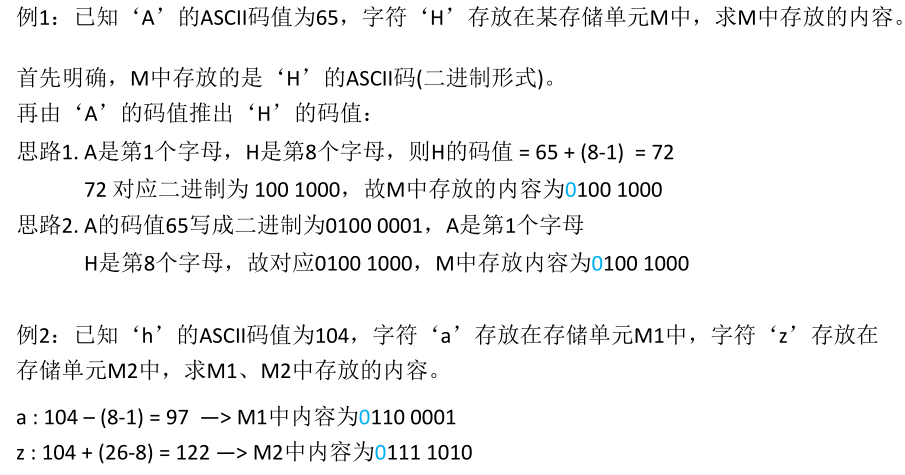 例1：已知‘A’的ASCII码值为65，字符‘H’存放在某存储单元M中，求M中存放的内容。
首先明确，M中存放的是‘H’的ASCII码(二进制形式)。
再由‘A’的码值推出‘H’的码值：
思路1. A是第1个字母，H是第8个字母，则H的码值 = 65 + (8-1) = 72
72 对应二进制为 100 1000，故M中存放的内容为0100 1000
思路2. A的码值65写成二进制为0100 0001，A是第1个字母
H是第8个字母，故对应0100 1000，M中存放内容为0100 1000
例2：已知‘h’的ASCII码值为104，字符‘a’存放在存储单元M1中，字符‘z’存放在
存储单元M2中，求M1、M2中存放的内容。
a : 104 – (8-1) = 97 —> M1中内容为0110 0001
z : 104 + (26-8) = 122 —> M2中内容为0111 1010